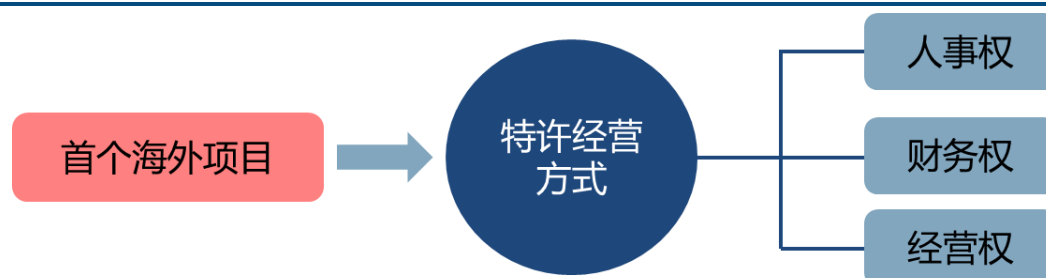 首个海外项目
特许经营
方式
人事权
财务权
经营权